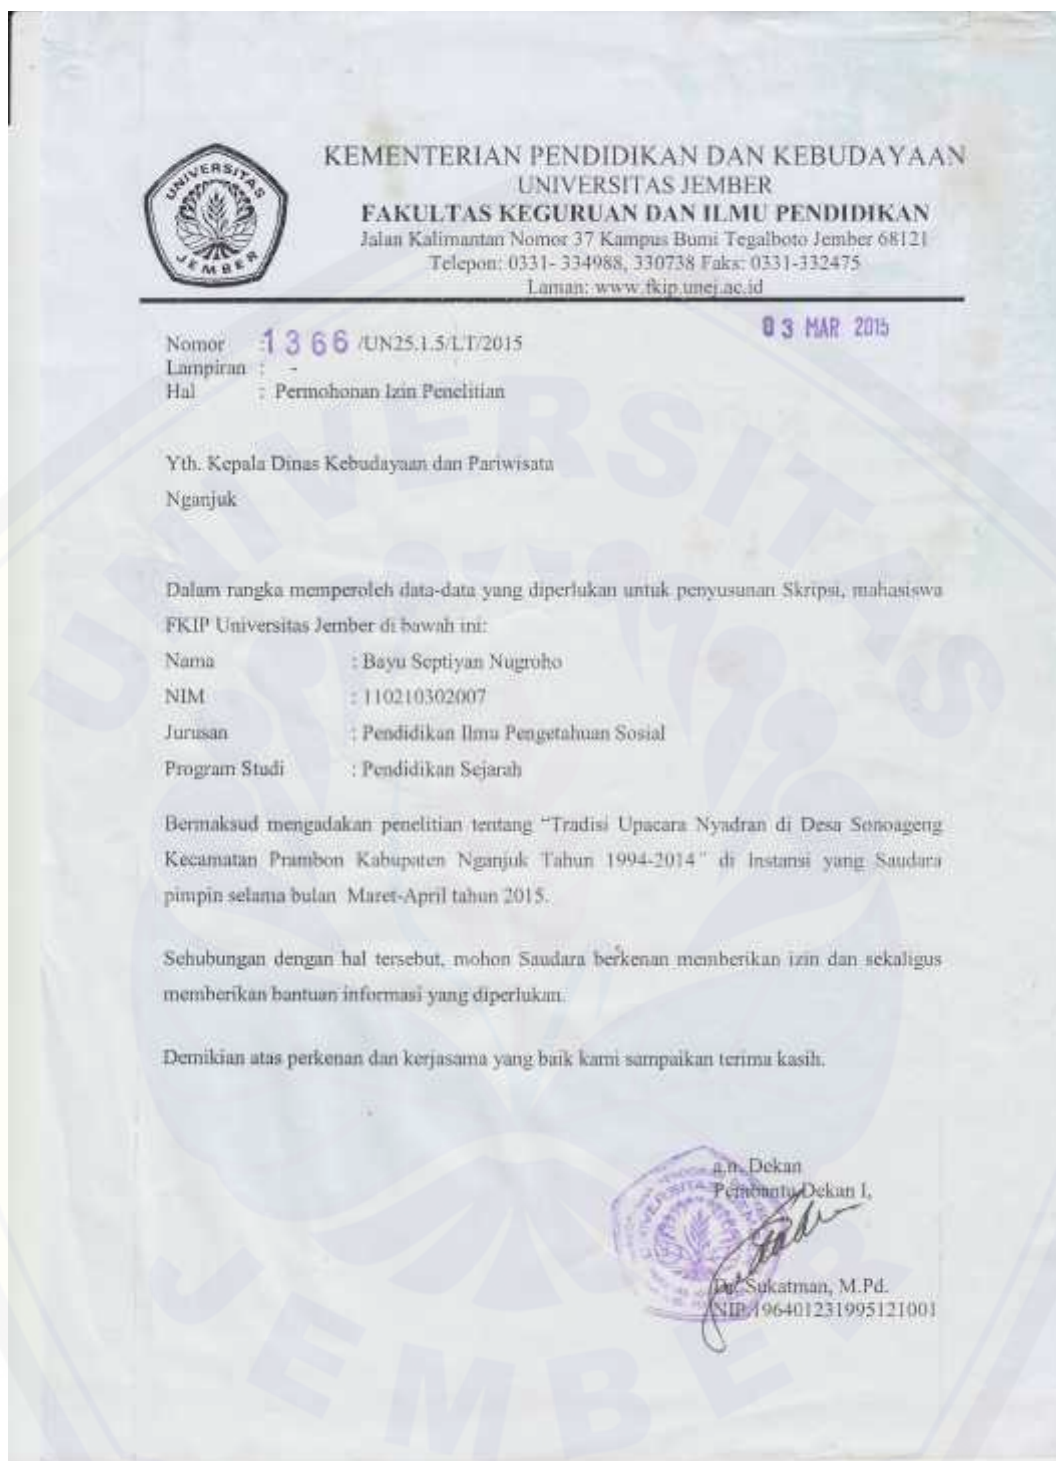 UNIVERSITAS
JEMBER
KEMENTERIAN PENDIDIKAN DAN KEBUDAYAAN
UNIVERSITAS JEMBER
FAKULTAS KEGURUAN DAN ILMU PENDIDIKAN
Jalan Kalimantan Nomor 37 Kampus Bumi Tegalboto Jember 68121
Telepon: 0331- 334988, 330738 Faks: 0331-332475
Laman: www.fkip.unej.ac.id
03 MAR 2015
Nomor :1366 /UN25.1.5/LT/2015
Lampiran : -
Hal : Permohonan Izin Penelitian
Yth. Kepala Dinas Kebudayaan dan Pariwisata
Nganjuk
Dalam rangka memperoleh data-data yang diperlukan untuk penyusunan Skripsi, mahasiswa
FKIP Universitas Jember di bawah ini:
Nama : Bayu Septiyan Nugroho
NIM : 110210302007
Jurusan : Pendidikan Ilmu Pengetahuan Sosial
Program Studi : Pendidikan Sejarah
Bermaksud mengadakan penelitian tentang “Tradisi Upacara Nyadran di Desa Sonoageng
Kecamatan Prambon Kabupaten Nganjuk Tahun 1994-2014” di Instansi yang Saudara
pimpin selama bulan Maret-April tahun 2015.
Sehubungan dengan hal tersebut, mohon Saudara berkenan memberikan izin dan sekaligus
memberikan bantuan informasi yang diperlukan.
Demikian atas perkenan dan kerjasama yang baik kami sampaikan terima kasih.
a.n. Dekan
Pembantu Dekan I,
Dr. Sukatman, M.Pd.
NIP. 196401231995121001
UNIVERSITAS
JEMBER